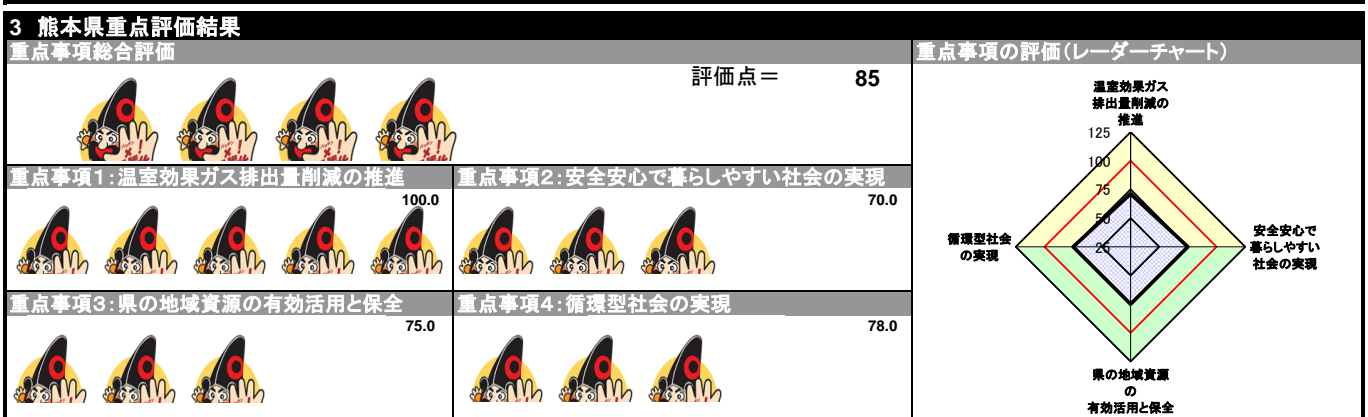 3 熊本県重点評価結果
重点事項総合評価
評価点＝ 85
重点事項1：温室効果ガス排出量削減の推進
100.0
重点事項2：安全安心で暮らしやすい社会の実現
70.0
重点事項3：県の地域資源の有効活用と保全
75.0
重点事項4：循環型社会の実現
78.0
重点事項の評価（レーダーチャート）
温室効果ガス
排出量削減の
推進
125
100
75
50
25
循環型社会
の実現
安全安心で
暮らしやすい
社会の実現
県の地域資源
の
有効活用と保全